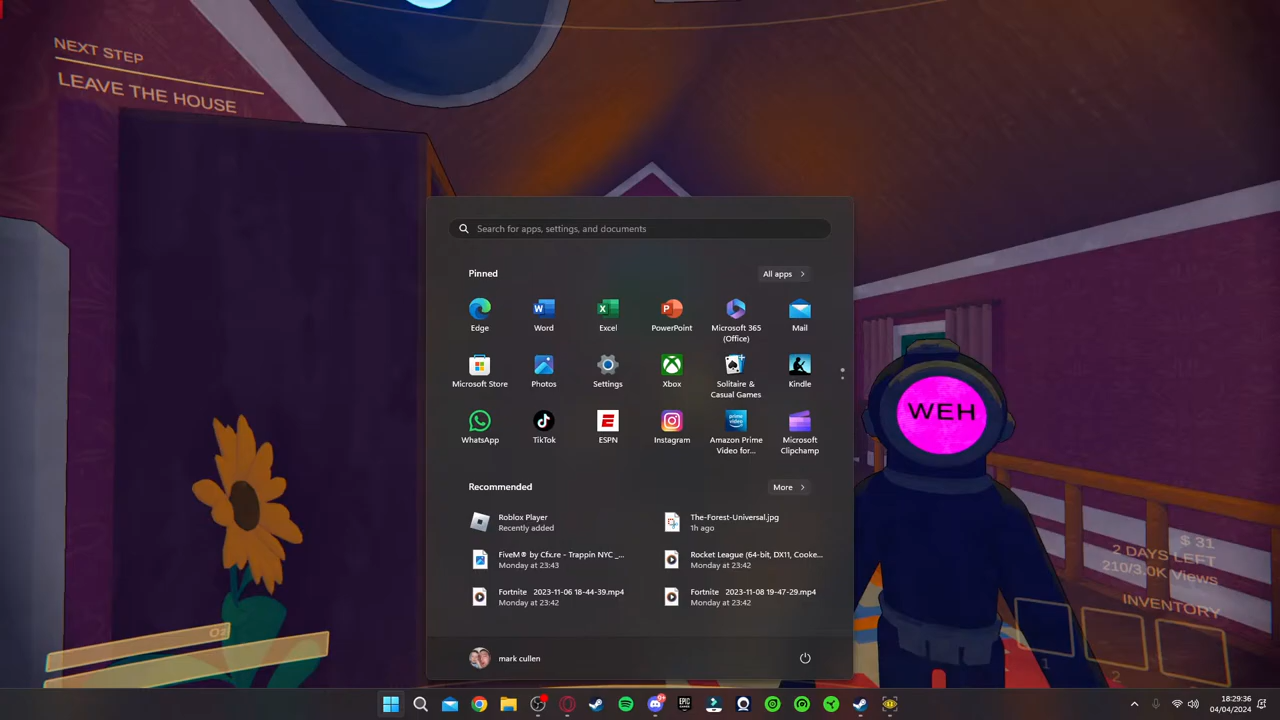 NEXT STEP
LEAVE THE HOUSE
Search for apps, settings, and documents
Pinned
All apps
Edge
Word
Excel
PowerPoint
Microsoft 365
(Office)
Mail
Microsoft Store
Photos
Settings
Xbox
Solitaire &
Casual Games
Kindle
WhatsApp
TikTok
ESPN
Instagram
Amazon Prime
Video for...
Microsoft
Clipchamp
Recommended
More
Roblox Player
Recently added
The-Forest-Universal.jpg
1h ago
FiveM® by Cfx.re - Trappin NYC _...
Monday at 23:43
Rocket League (64-bit, DX11, Cooke...
Monday at 23:42
Fortnite   2023-11-06 18-44-39.mp4
Monday at 23:42
Fortnite   2023-11-08 19-47-29.mp4
Monday at 23:42
mark cullen
WEH
$ 31
2 DAYS LEFT
210/3.0K Views
INVENTORY
1
2
9+
EPIC
GAMES
18:29:36
04/04/2024